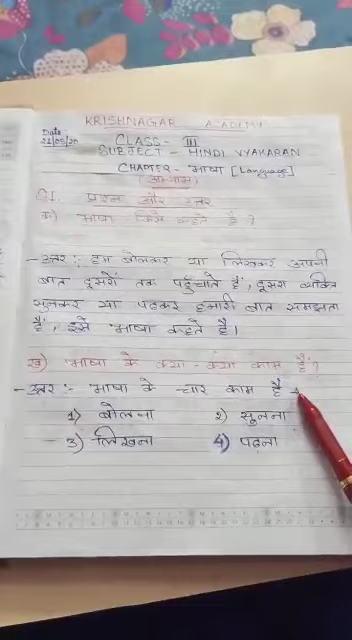 KRISHNAGAR ACADEMY
Date:
CLASS - III
SUBJECT - HINDI VYAKARAN
CHAPTER - भाषा [Language]
(अभ्यास)
Q1. प्रश्न और उत्तर
क) भाषा किसे कहते है ?
उत्तर :- हम बोलकर या लिखकर अपनी
बात दूसरों तक पहुँचाते हैं, दूसरा व्यक्ति
सुनकर या पढ़कर हमारी बात समझता
हैं, इसे भाषा कहते है।
ख) भाषा के क्या-क्या काम हैं ?
उत्तर :- भाषा के चार काम है -
1) बोलना 2) सुनना
3) लिखना 4) पढ़ना